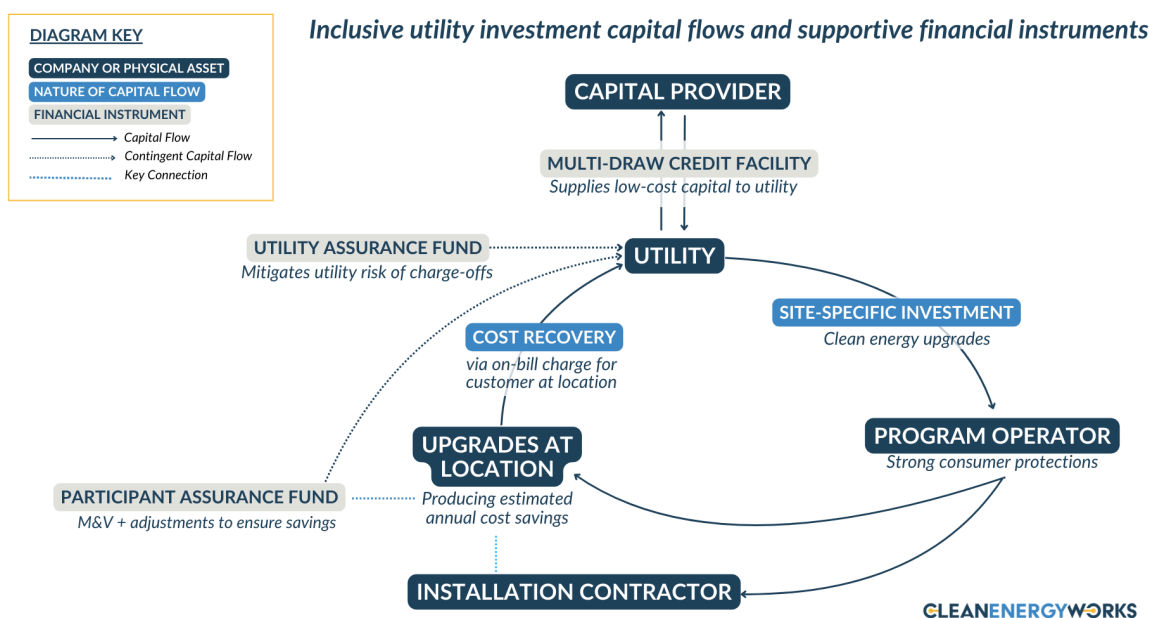 Inclusive utility investment capital flows and supportive financial instruments
DIAGRAM KEY
COMPANY OR PHYSICAL ASSET
NATURE OF CAPITAL FLOW
FINANCIAL INSTRUMENT
Capital Flow
Contingent Capital Flow
Key Connection
CAPITAL PROVIDER
MULTI-DRAW CREDIT FACILITY
Supplies low-cost capital to utility
UTILITY ASSURANCE FUND
Mitigates utility risk of charge-offs
UTILITY
SITE-SPECIFIC INVESTMENT
Clean energy upgrades
COST RECOVERY
via on-bill charge for
customer at location
PROGRAM OPERATOR
Strong consumer protections
UPGRADES AT
LOCATION
Producing estimated
annual cost savings
PARTICIPANT ASSURANCE FUND
M&V + adjustments to ensure savings
INSTALLATION CONTRACTOR
CLEANENERGYWORKS